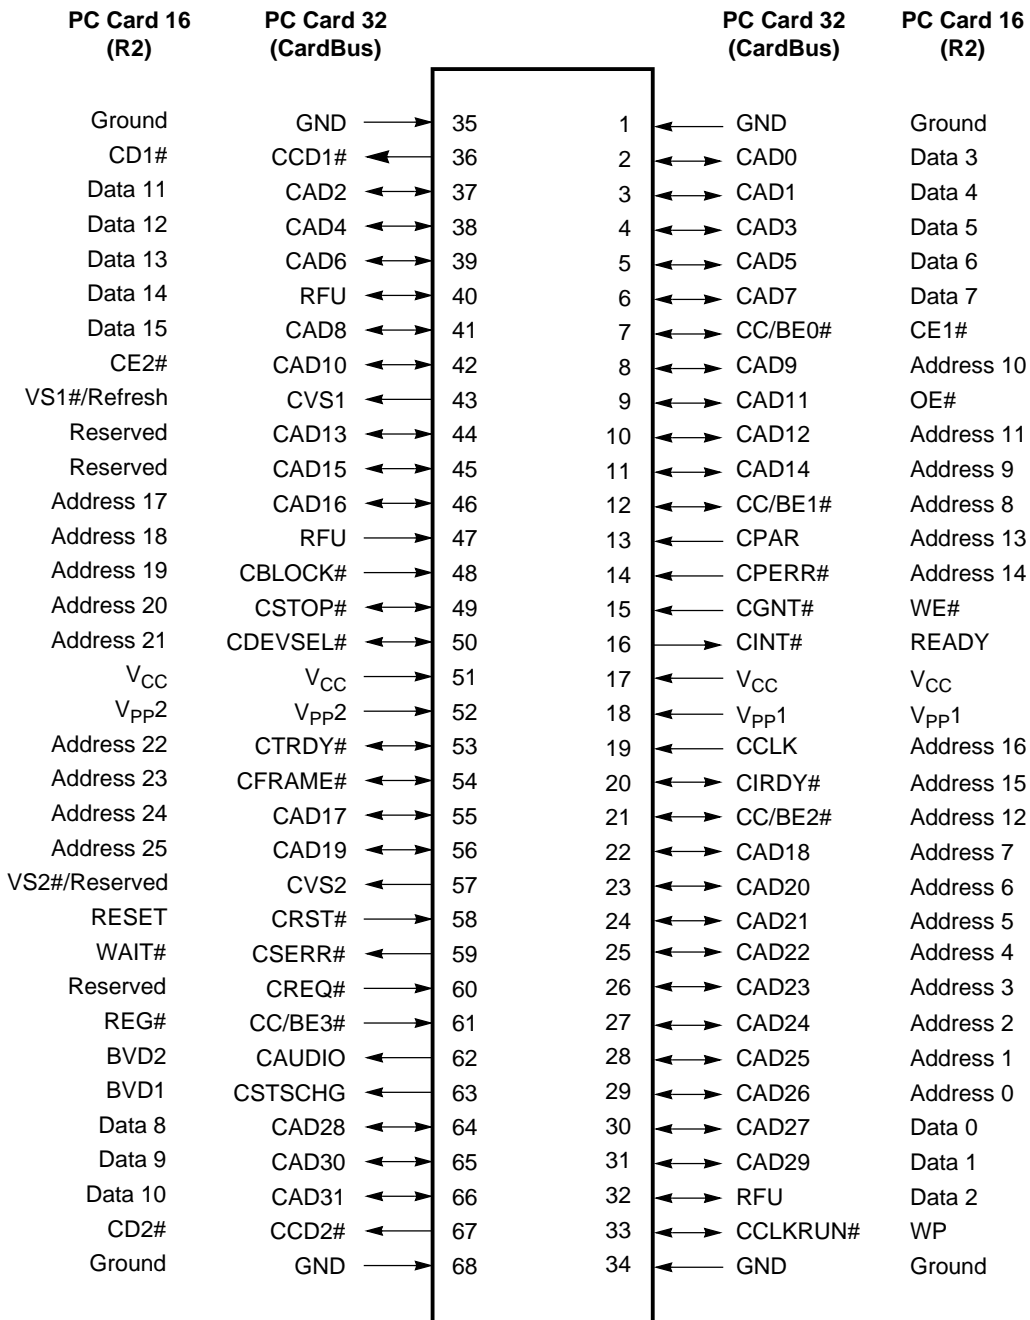 PC Card 16 PC Card 32 PC Card 32 PC Card 16
(R2) (CardBus) (CardBus) (R2)
Ground GND 35 1 GND Ground
CD1# CCD1# 36 2 CAD0 Data 3
Data 11 CAD2 37 3 CAD1 Data 4
Data 12 CAD4 38 4 CAD3 Data 5
Data 13 CAD6 39 5 CAD5 Data 6
Data 14 RFU 40 6 CAD7 Data 7
Data 15 CAD8 41 7 CC/BE0# CE1#
CE2# CAD10 42 8 CAD9 Address 10
VS1#/Refresh CVS1 43 9 CAD11 OE#
Reserved CAD13 44 10 CAD12 Address 11
Reserved CAD15 45 11 CAD14 Address 9
Address 17 CAD16 46 12 CC/BE1# Address 8
Address 18 RFU 47 13 CPAR Address 13
Address 19 CBLOCK# 48 14 CPERR# Address 14
Address 20 CSTOP# 49 15 CGNT# WE#
Address 21 CDEVSEL# 50 16 CINT# READY
VCC VCC 51 17 VCC VCC
VPP2 VPP2 52 18 VPP1 VPP1
Address 22 CTRDY# 53 19 CCLK Address 16
Address 23 CFRAME# 54 20 CIRDY# Address 15
Address 24 CAD17 55 21 CC/BE2# Address 12
Address 25 CAD19 56 22 CAD18 Address 7
VS2#/Reserved CVS2 57 23 CAD20 Address 6
RESET CRST# 58 24 CAD21 Address 5
WAIT# CSERR# 59 25 CAD22 Address 4
Reserved CREQ# 60 26 CAD23 Address 3
REG# CC/BE3# 61 27 CAD24 Address 2
BVD2 CAUDIO 62 28 CAD25 Address 1
BVD1 CSTSCHG 63 29 CAD26 Address 0
Data 8 CAD28 64 30 CAD27 Data 0
Data 9 CAD30 65 31 CAD29 Data 1
Data 10 CAD31 66 32 RFU Data 2
CD2# CCD2# 67 33 CCLKRUN# WP
Ground GND 68 34 GND Ground